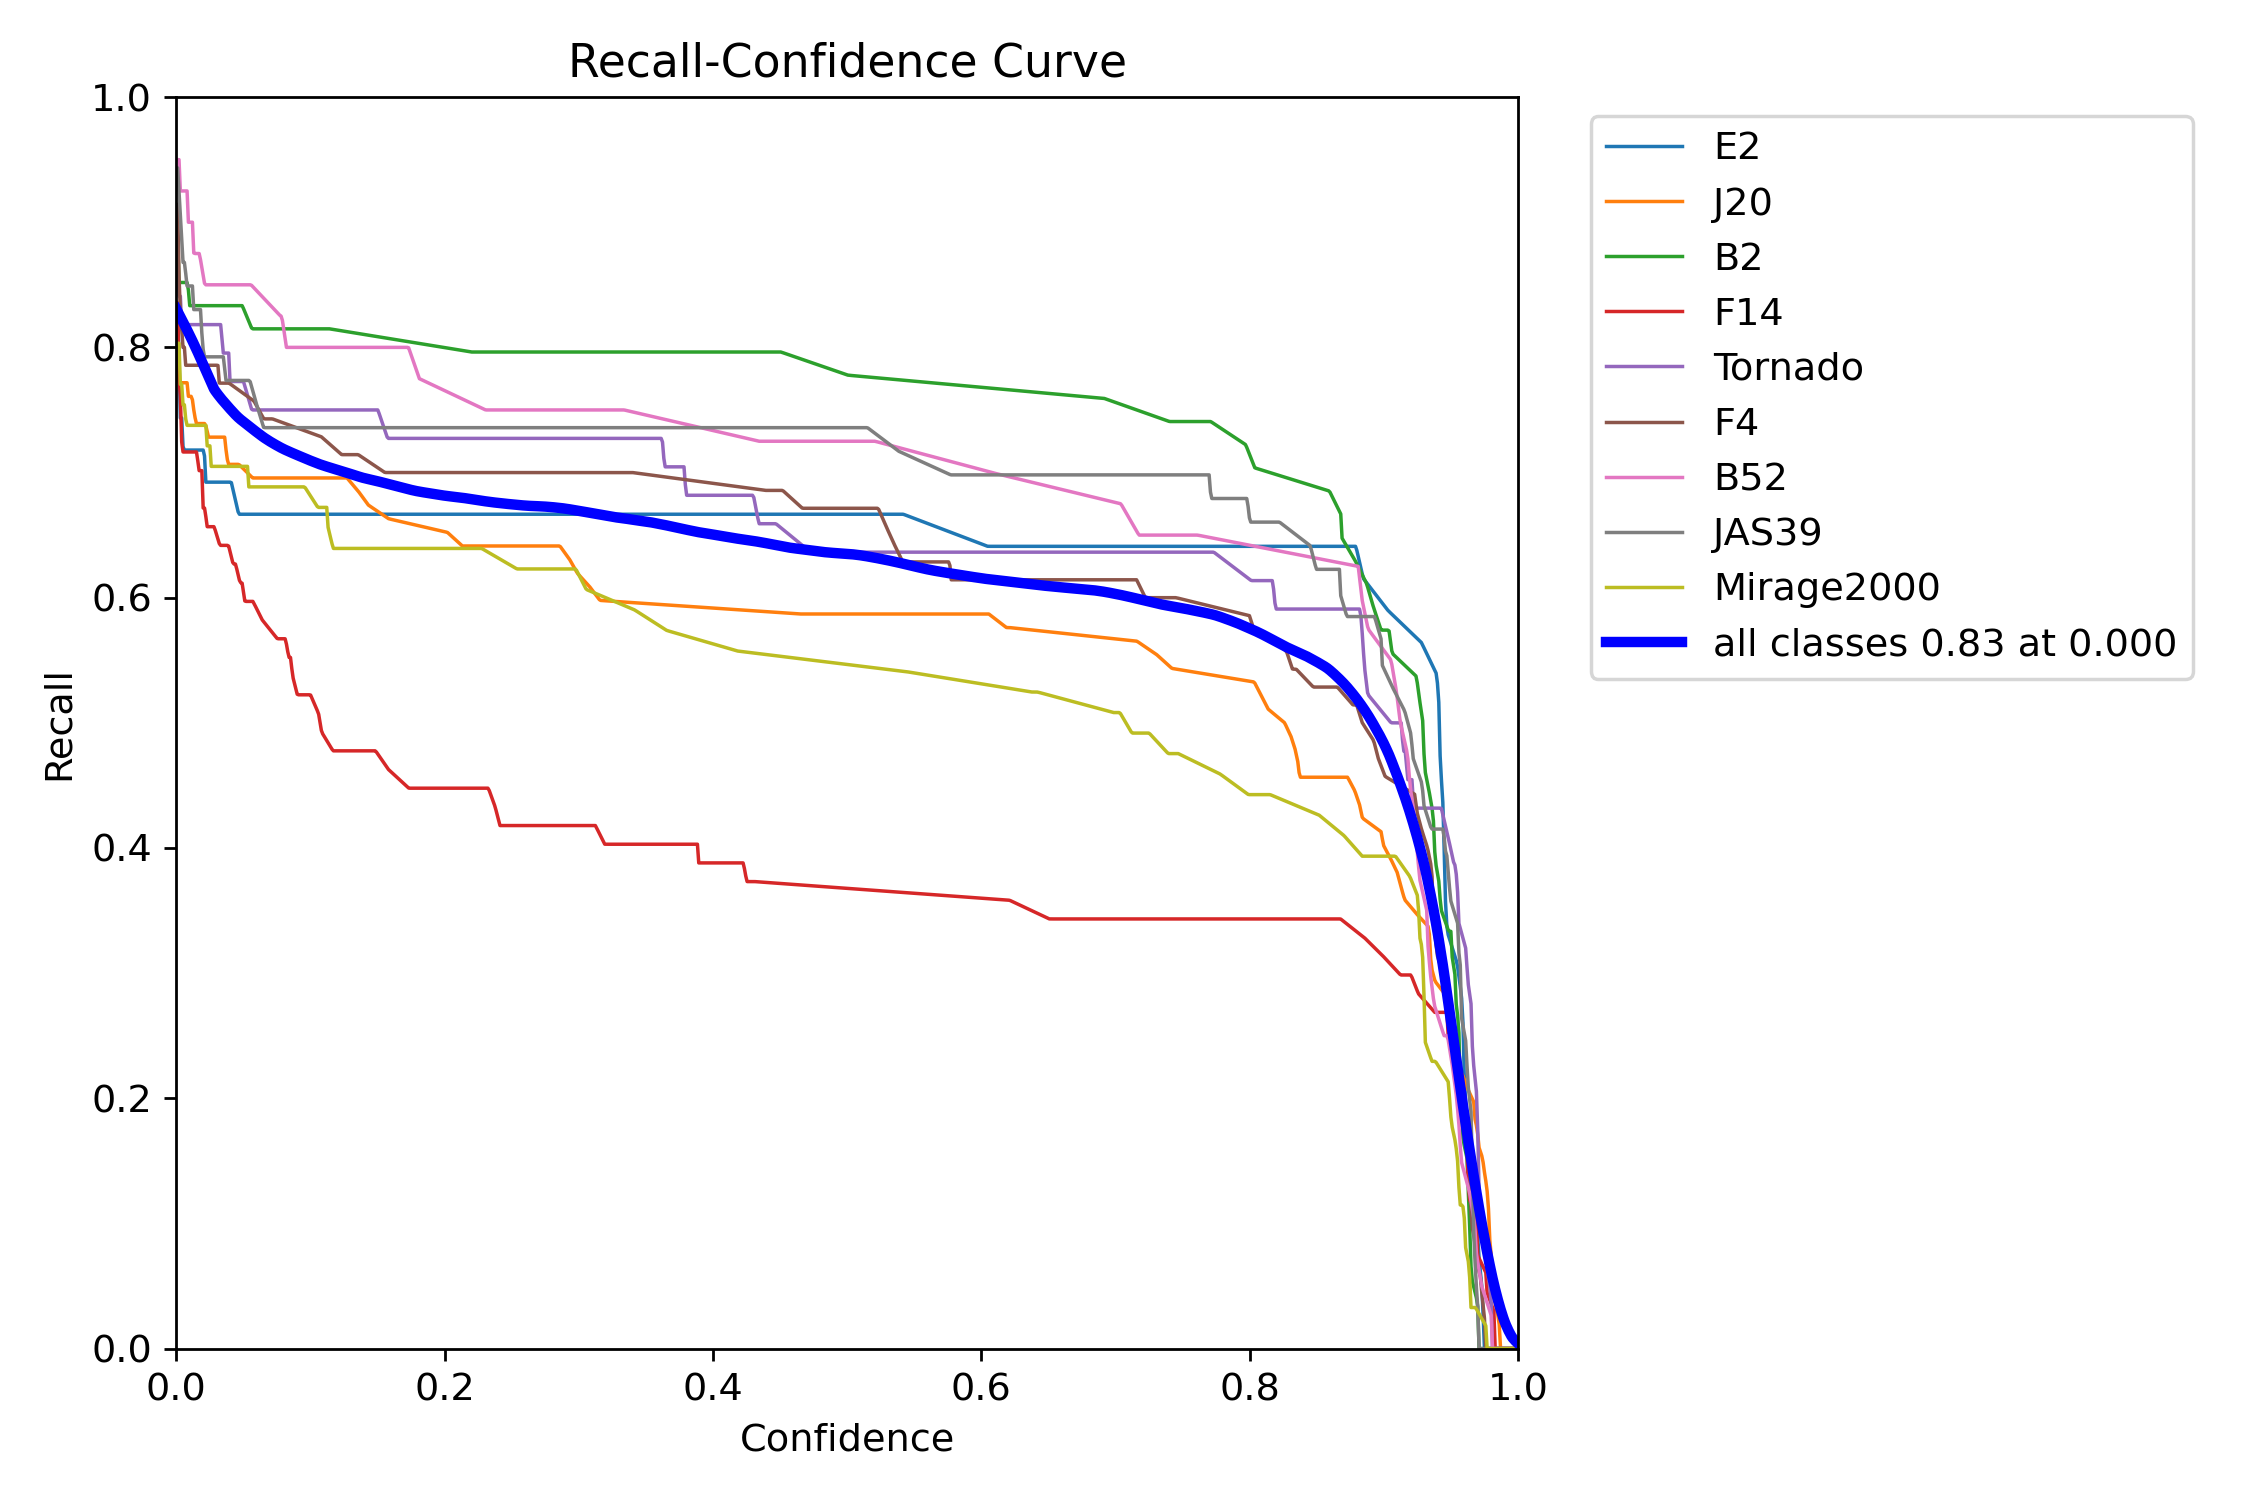 Recall-Confidence Curve
1.0
0.8
0.6
0.4
0.2
0.0
Recall
0.0 0.2 0.4 0.6 0.8 1.0
Confidence
E2
J20
B2
F14
Tornado
F4
B52
JAS39
Mirage2000
all classes 0.83 at 0.000